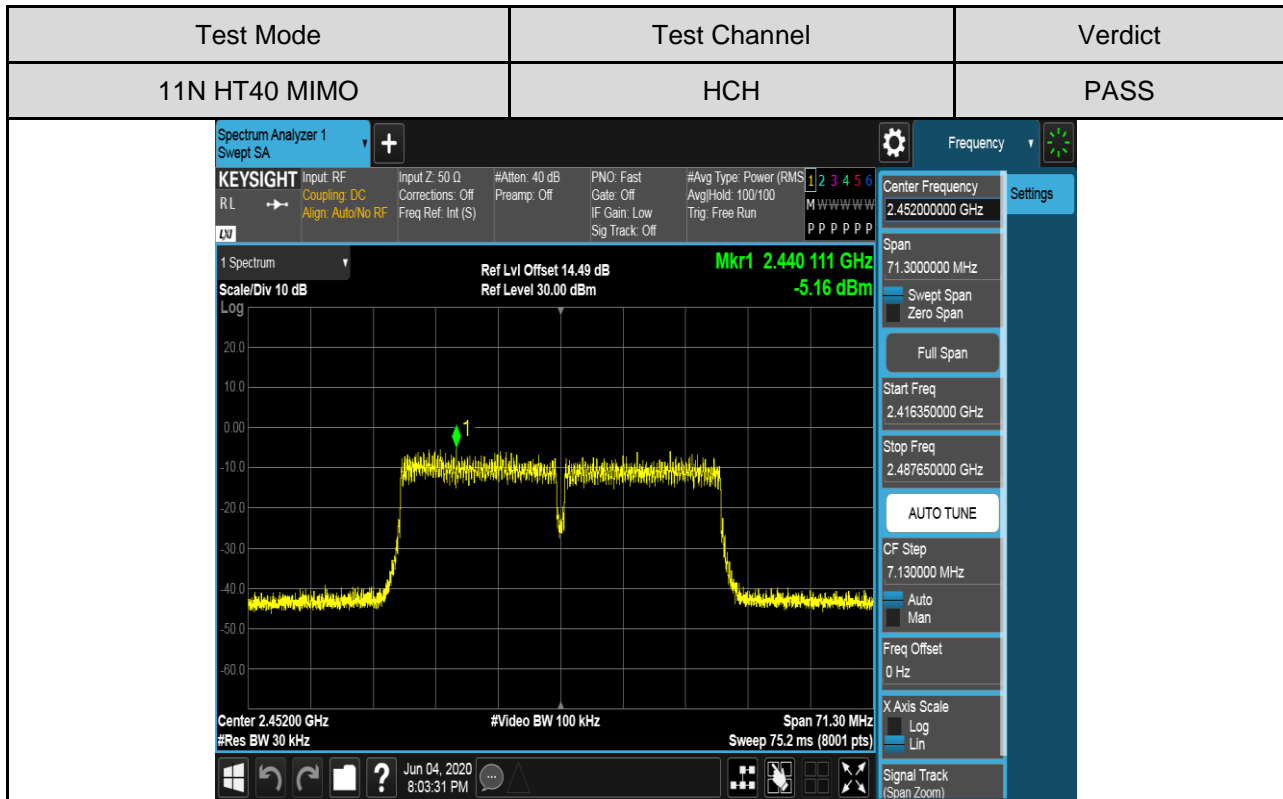 Test Mode Test Channel Verdict
11N HT40 MIMO HCH PASS
Spectrum Analyzer 1
Swept SA
Frequency
KEYSIGHT
RL
LXI
Input: RF
Coupling: DC
Align: Auto/No RF
Input Z: 50 Ω
Corrections: Off
Freq Ref: Int (S)
#Atten: 40 dB
Preamp: Off
PNO: Fast
Gate: Off
IF Gain: Low
Sig Track: Off
#Avg Type: Power (RMS
Avg|Hold: 100/100
Trig: Free Run
1 2 3 4 5 6
M W W W W W
P P P P P P
1 Spectrum
Scale/Div 10 dB
Ref Lvl Offset 14.49 dB
Ref Level 30.00 dBm
Mkr1 2.440 111 GHz
-5.16 dBm
Log
20.0
10.0
0.00
-10.0
-20.0
-30.0
-40.0
-50.0
-60.0
1
Center 2.45200 GHz
#Res BW 30 kHz
#Video BW 100 kHz
Span 71.30 MHz
Sweep 75.2 ms (8001 pts)
Center Frequency
2.452000000 GHz
Settings
Span
71.3000000 MHz
Swept Span
Zero Span
Full Span
Start Freq
2.416350000 GHz
Stop Freq
2.487650000 GHz
AUTO TUNE
CF Step
7.130000 MHz
Auto
Man
Freq Offset
0 Hz
X Axis Scale
Log
Lin
Signal Track
(Span Zoom)
?
Jun 04, 2020
8:03:31 PM